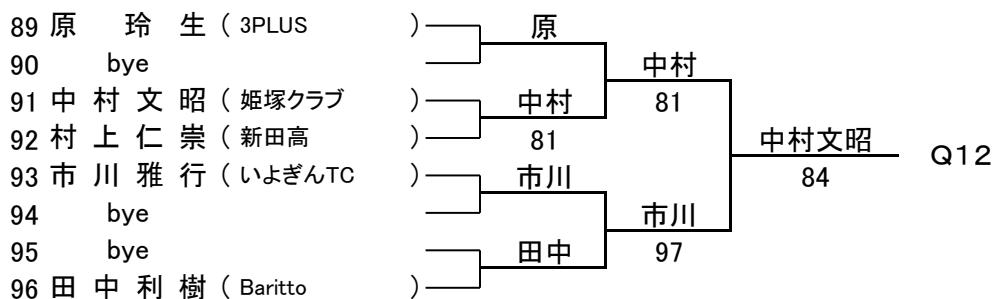 89 原 玲 生 ( 3PLUS )
原
90 bye
中村
91 中 村 文 昭 ( 姫塚クラブ )
中村
81
92 村 上 仁 崇 ( 新田高 )
81
中村文昭
Q12
93 市 川 雅 行 ( いよぎんTC )
市川
84
94 bye
市川
95 bye
田中
97
96 田 中 利 樹 ( Baritto )